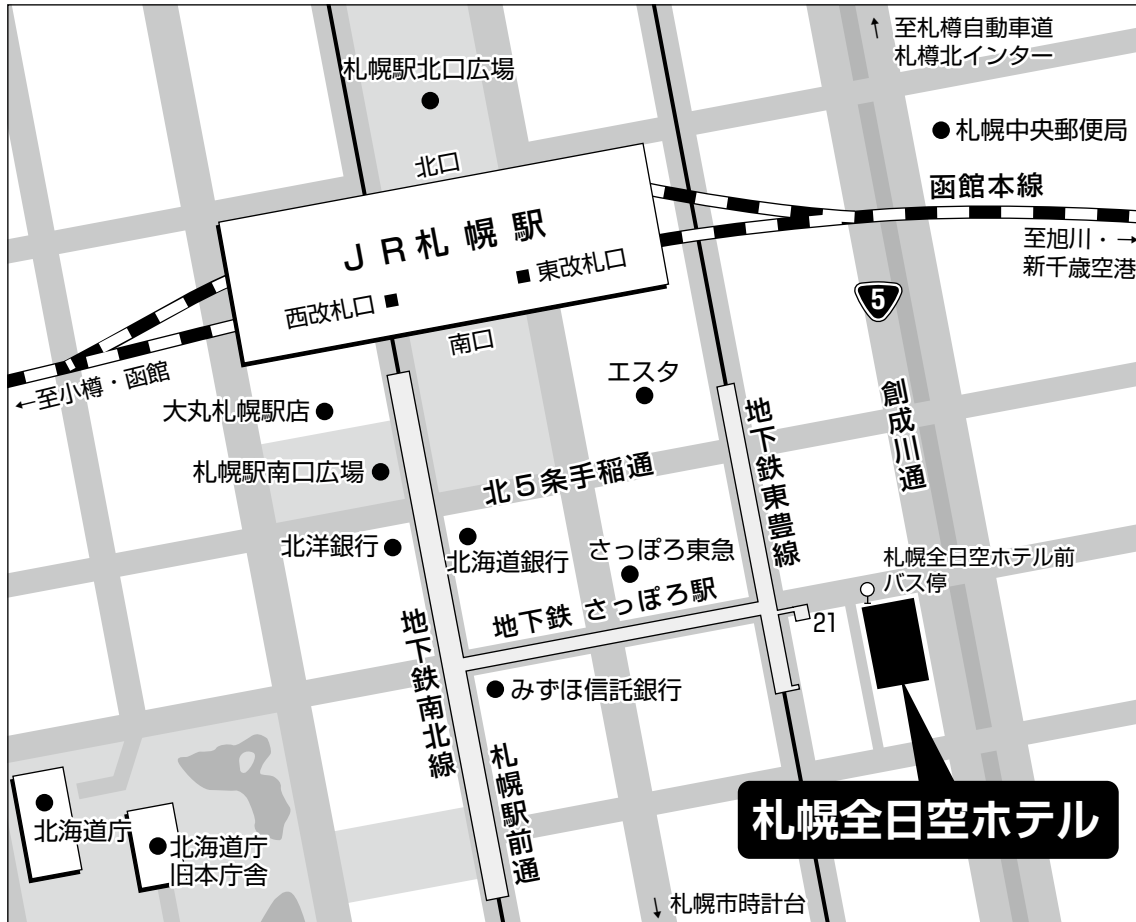 ↑ 至札樽自動車道
札樽北インター
札幌駅北口広場
札幌中央郵便局
北口
函館本線
JR札幌駅
至旭川・→
新千歳空港
東改札口
西改札口
5
南口
←至小樽・函館
エスタ
大丸札幌駅店
創成川通
地下鉄東豊線
札幌駅南口広場
北5条手稲通
北洋銀行
北海道銀行
さっぽろ東急
札幌全日空ホテル前
バス停
地下鉄 さっぽろ駅
21
地下鉄南北線
みずほ信託銀行
札幌駅前通
札幌全日空ホテル
北海道庁
北海道庁
旧本庁舎
↓ 札幌市時計台